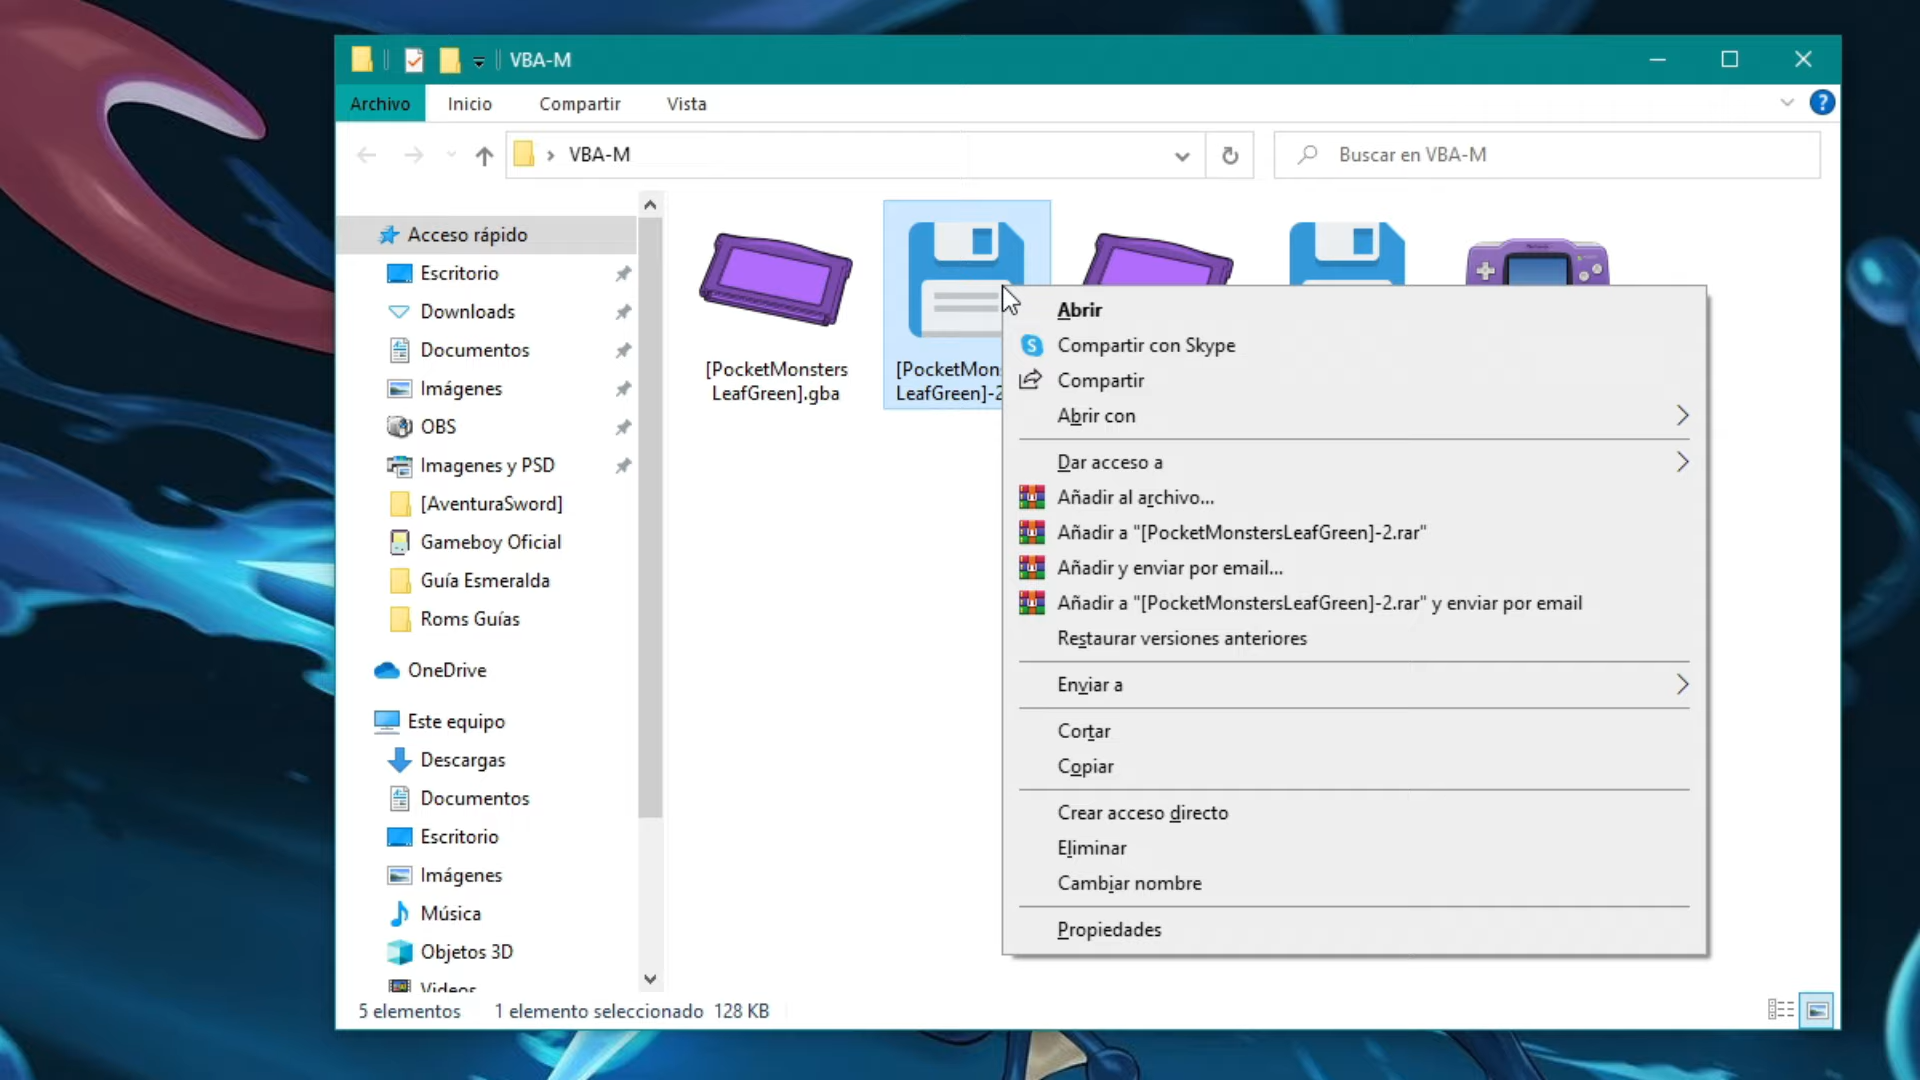 VBA-M
Archivo
Inicio
Compartir
Vista
VBA-M
Buscar en VBA-M
Acceso rápido
Escritorio
Downloads
Documentos
Imágenes
OBS
Imagenes y PSD
[AventuraSword]
Gameboy Oficial
Guía Esmeralda
Roms Guías
OneDrive
Este equipo
Descargas
Documentos
Escritorio
Imágenes
Música
Objetos 3D
Videos
[PocketMonsters
LeafGreen].gba
[PocketMons
LeafGreen]-2
Abrir
Compartir con Skype
Compartir
Abrir con
Dar acceso a
Añadir al archivo...
Añadir a "[PocketMonstersLeafGreen]-2.rar"
Añadir y enviar por email...
Añadir a "[PocketMonstersLeafGreen]-2.rar" y enviar por email
Restaurar versiones anteriores
Enviar a
Cortar
Copiar
Crear acceso directo
Eliminar
Cambiar nombre
Propiedades
5 elementos
1 elemento seleccionado 128 KB